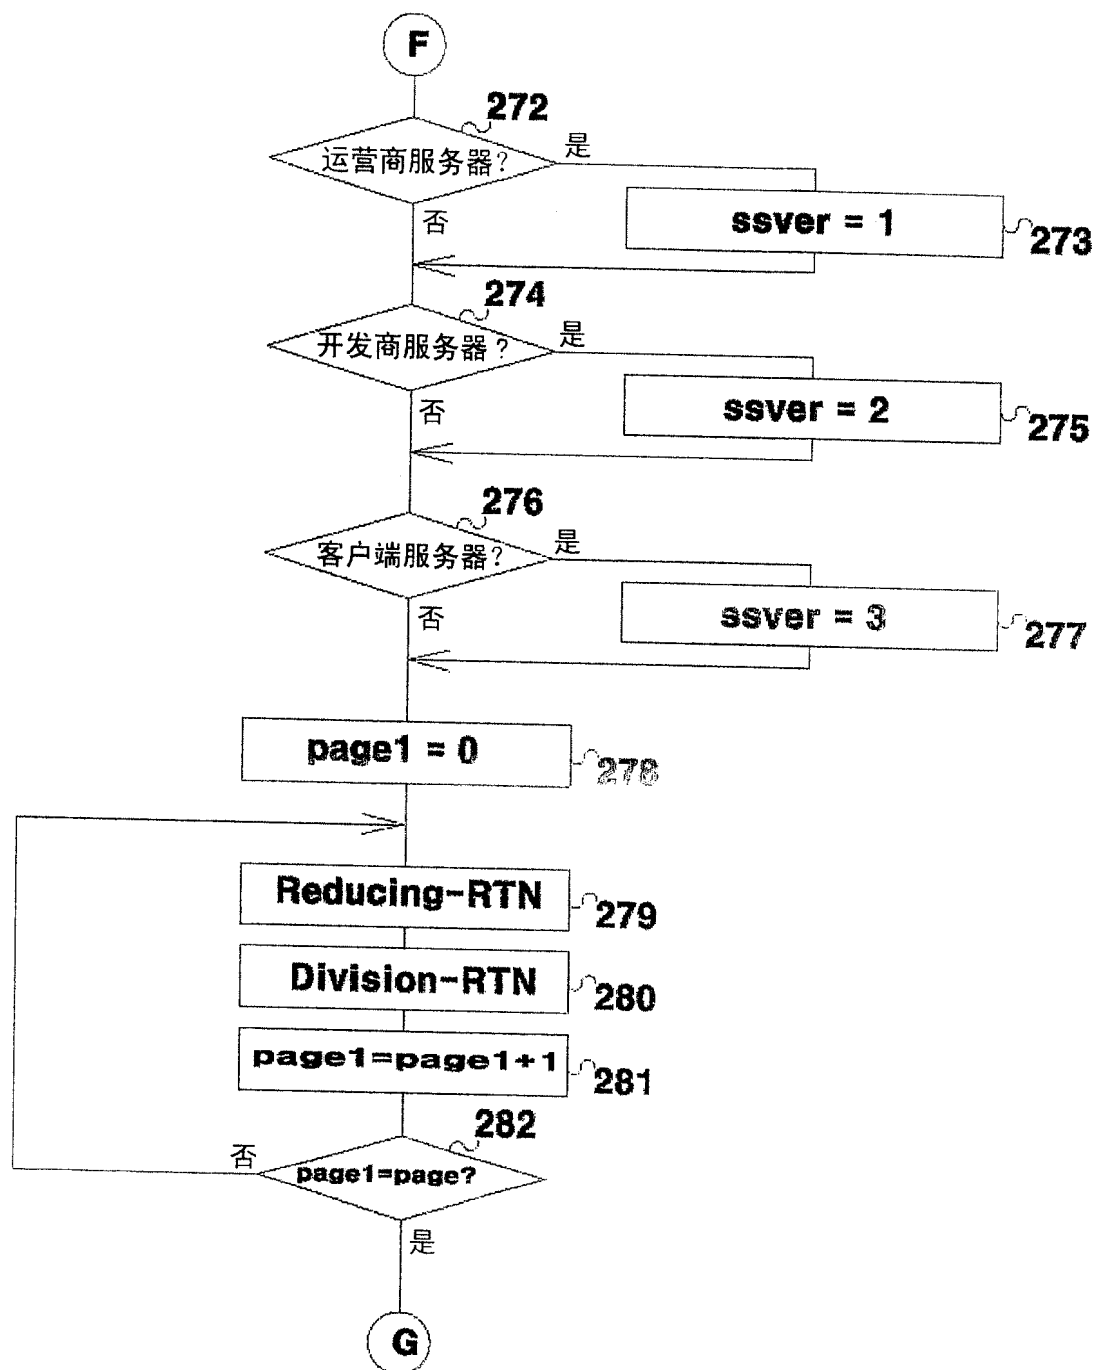 F
272
运营商服务器?
是
ssver = 1
273
否
274
开发商服务器?
是
ssver = 2
275
否
276
客户端服务器?
是
ssver = 3
277
否
page1 = 0
278
Reducing-RTN
279
Division-RTN
280
page1=page1+1
281
282
否
page1=page?
是
G